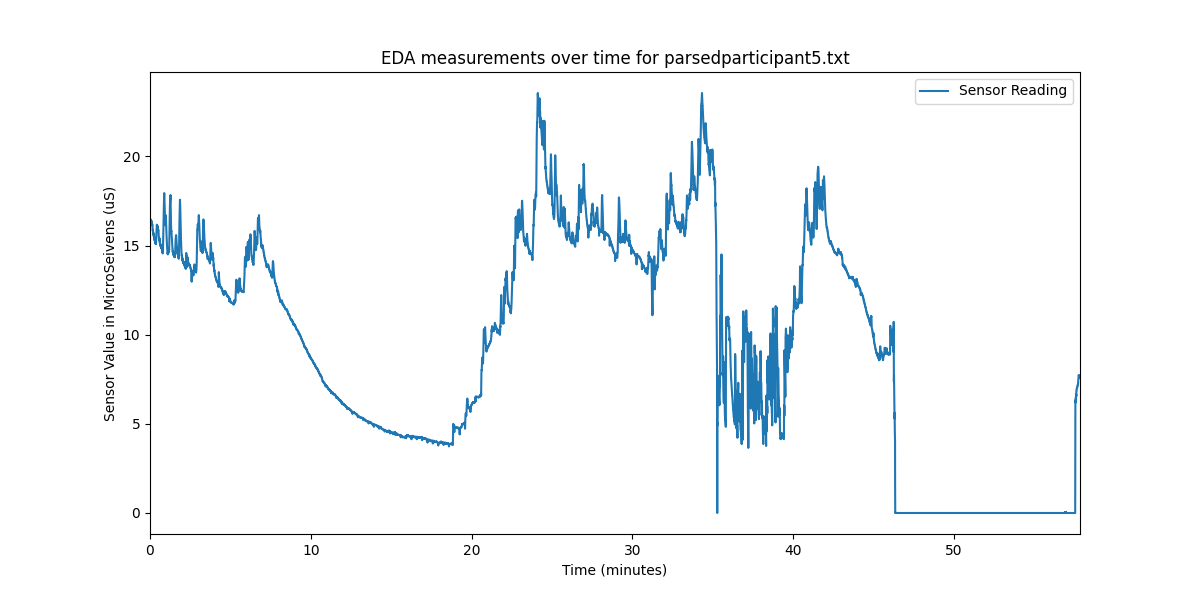 EDA measurements over time for parsedparticipant5.txt
Sensor Reading
Sensor Value in MicroSeivens (uS)
20
15
10
5
0
0 10 20 30 40 50
Time (minutes)